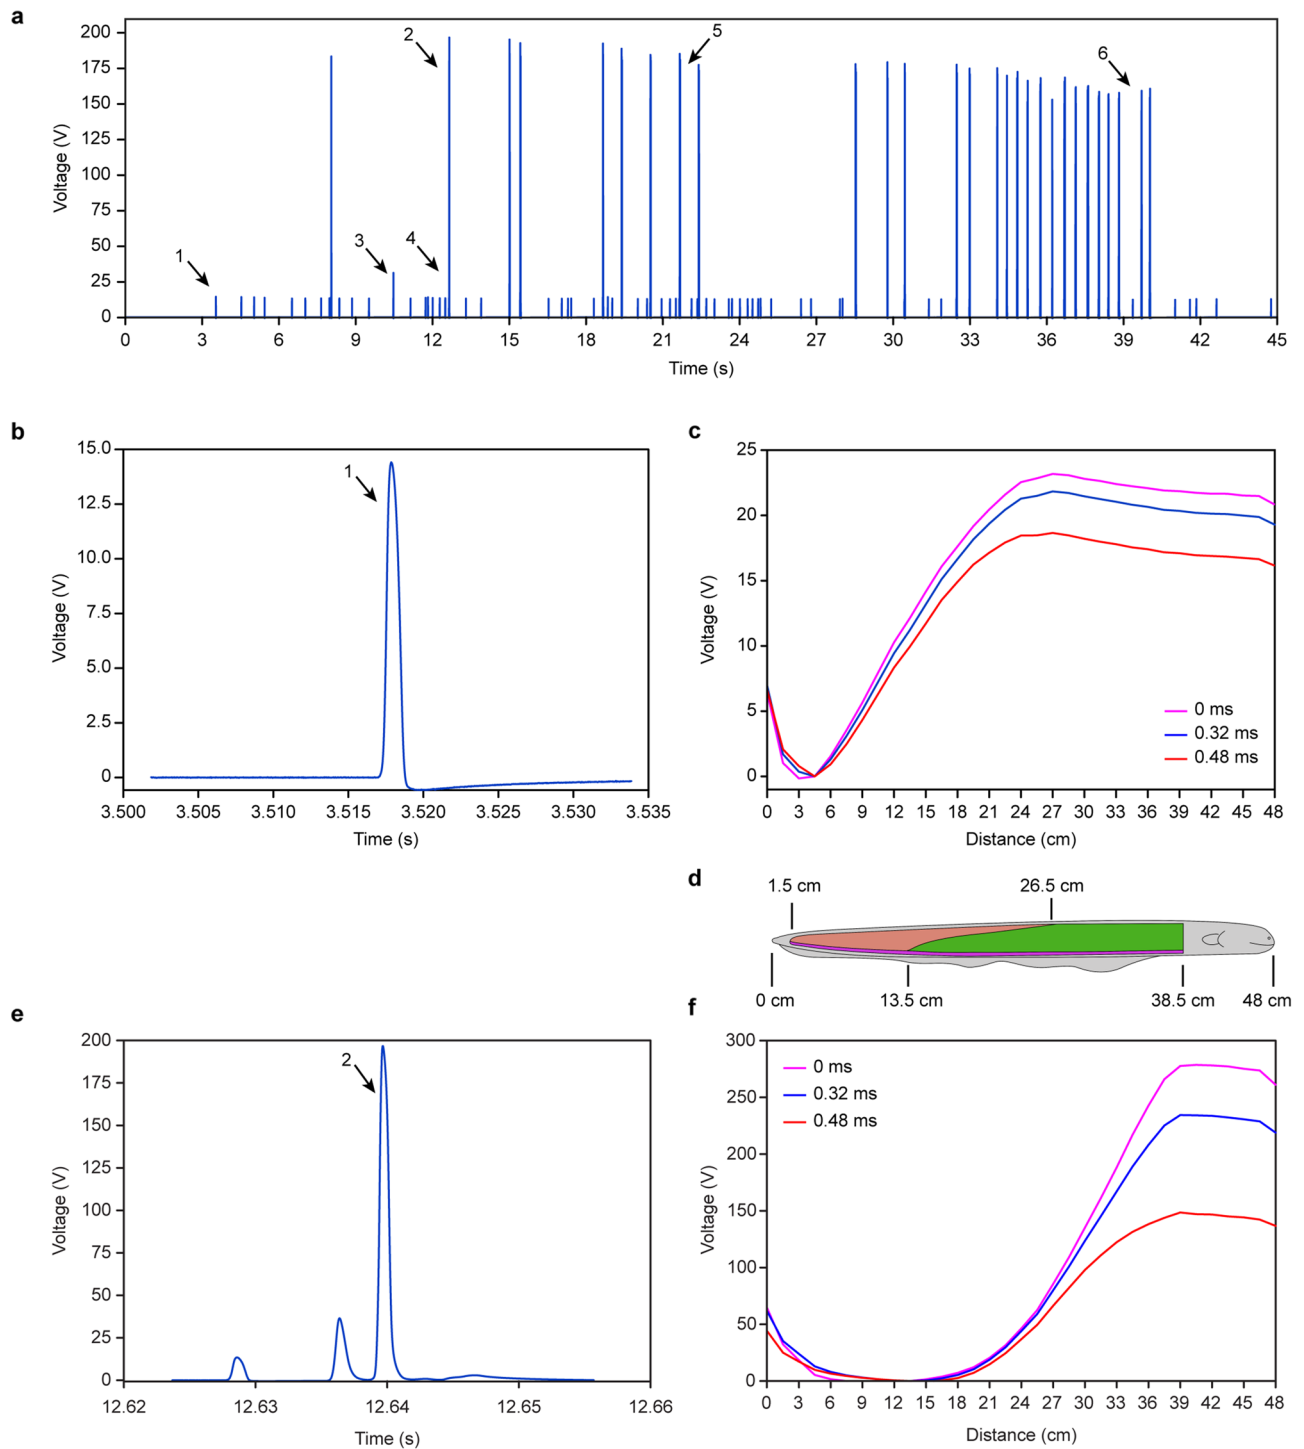 a
200
175
150
125
100
75
50
25
0
Voltage (V)
1
2
3
4
5
6
0 3 6 9 12 15 18 21 24 27 30 33 36 39 42 45
Time (s)
b
15.0
12.5
10.0
7.5
5.0
2.5
0
Voltage (V)
1
3.500 3.505 3.510 3.515 3.520 3.525 3.530 3.535
Time (s)
c
25
20
15
10
5
0
Voltage (V)
0 ms
0.32 ms
0.48 ms
0 3 6 9 12 15 18 21 24 27 30 33 36 39 42 45 48
Distance (cm)
d
1.5 cm 26.5 cm
0 cm 13.5 cm 38.5 cm 48 cm
e
200
175
150
125
100
75
50
25
0
Voltage (V)
2
12.62 12.63 12.64 12.65 12.66
Time (s)
f
300
250
200
150
100
50
0
Voltage (V)
0 ms
0.32 ms
0.48 ms
0 3 6 9 12 15 18 21 24 27 30 33 36 39 42 45 48
Distance (cm)